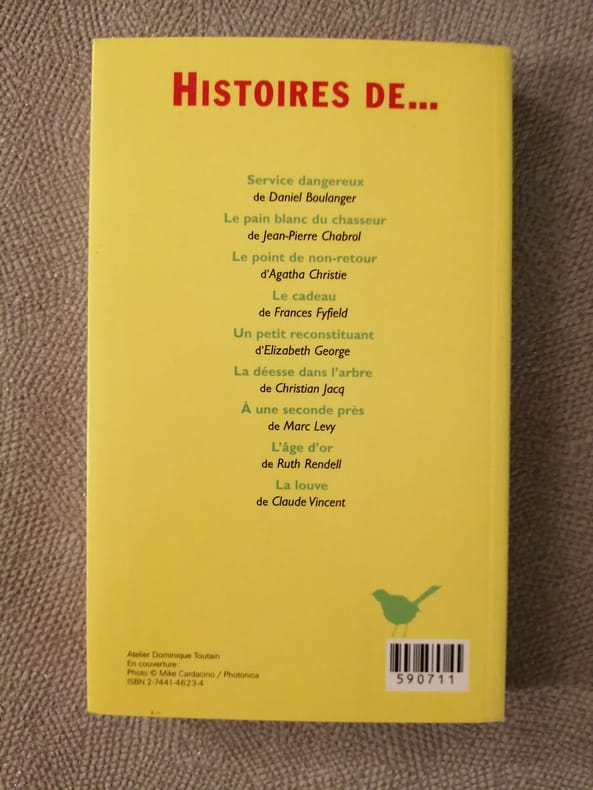 HISTOIRES DE...
Service dangereux
de Daniel Boulanger
Le pain blanc du chasseur
de Jean-Pierre Chabrol
Le point de non-retour
d'Agatha Christie
Le cadeau
de Frances Fyfield
Un petit reconstituant
d'Elizabeth George
La déesse dans l'arbre
de Christian Jacq
À une seconde près
de Marc Levy
L'âge d'or
de Ruth Rendell
La louve
de Claude Vincent
Atelier Dominique Toutain
En couverture :
Photo © Mike Cardacino / Photonica
ISBN 2-7441-4623-4
590711